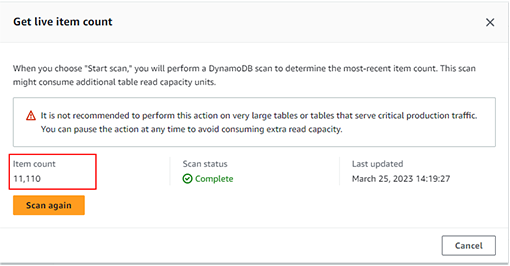 Get live item count
When you choose "Start scan," you will perform a DynamoDB scan to determine the most-recent item count. This scan
might consume additional table read capacity units.
It is not recommended to perform this action on very large tables or tables that serve critical production traffic.
You can pause the action at any time to avoid consuming extra read capacity.
Item count Scan status Last updated
11,110 Complete March 25, 2023 14:19:27
Scan again
Cancel